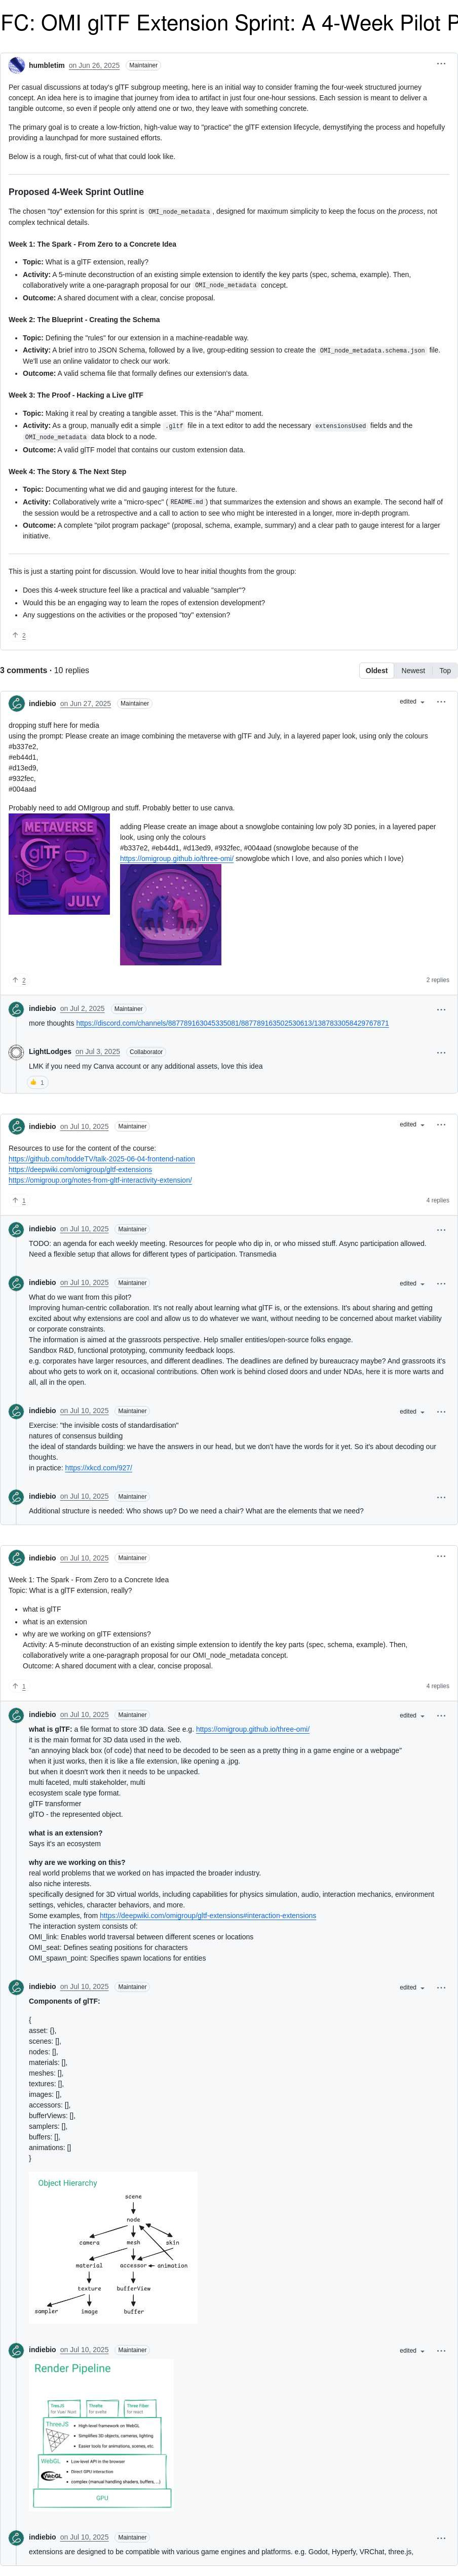 FC: OMI glTF Extension Sprint: A 4-Week Pilot P
humbletim on Jun 26, 2025 Maintainer
Per casual discussions at today's glTF subgroup meeting, here is an initial way to consider framing the four-week structured journey
concept. An idea here is to imagine that journey from idea to artifact in just four one-hour sessions. Each session is meant to deliver a
tangible outcome, so even if people only attend one or two, they leave with something concrete.
The primary goal is to create a low-friction, high-value way to "practice" the glTF extension lifecycle, demystifying the process and hopefully
providing a launchpad for more sustained efforts.
Below is a rough first-cut of what that could look like.
Proposed 4-Week Sprint Outline
The chosen "toy" extension for this sprint is OMI_node_metadata , designed for maximum simplicity to keep the focus on the process, not
complex technical details.
Week 1: The Spark - From Zero to a Concrete Idea
• Topic: What is a glTF extension, really?
• Activity: A 5-minute deconstruction of an existing simple extension to identify the key parts (spec, schema, example). Then,
collaboratively write a one-paragraph proposal for our OMI_node_metadata concept.
• Outcome: A shared document with a clear, concise proposal.
Week 2: The Blueprint - Creating the Schema
• Topic: Defining the "rules" for our extension in a machine-readable way.
• Activity: A brief intro to JSON Schema, followed by a live, group-editing session to create the OMI_node_metadata.schema.json file.
We'll use an online validator to check our work.
• Outcome: A valid schema file that formally defines our extension's data.
Week 3: The Proof - Hacking a Live glTF
• Topic: Making it real by creating a tangible asset. This is the "Aha!" moment.
• Activity: As a group, manually edit a simple .gltf file in a text editor to add the necessary extensionsUsed fields and the
OMI_node_metadata data block to a node.
• Outcome: A valid glTF model that contains our custom extension data.
Week 4: The Story & The Next Step
• Topic: Documenting what we did and gauging interest for the future.
• Activity: Collaboratively write a "micro-spec" ( README.md ) that summarizes the extension and shows an example. The second half of
the session would be a retrospective and a call to action to see who might be interested in a longer, more in-depth program.
• Outcome: A complete "pilot program package" (proposal, schema, example, summary) and a clear path to gauge interest for a larger
initiative.
This is just a starting point for discussion. Would love to hear initial thoughts from the group:
• Does this 4-week structure feel like a practical and valuable "sampler"?
• Would this be an engaging way to learn the ropes of extension development?
• Any suggestions on the activities or the proposed "toy" extension?
2
3 comments · 10 replies
Oldest Newest Top
indiebio on Jun 27, 2025 Maintainer edited
dropping stuff here for media
using the prompt: Please create an image combining the metaverse with glTF and July, in a layered paper look, using only the colours
#b337e2,
#eb44d1,
#d13ed9,
#932fec,
#004aad
Probably need to add OMIgroup and stuff. Probably better to use canva.
METAVERSE
glTF
JULY
adding Please create an image about a snowglobe containing low poly 3D ponies, in a layered paper
look, using only the colours
#b337e2, #eb44d1, #d13ed9, #932fec, #004aad (snowglobe because of the
https://omigroup.github.io/three-omi/ snowglobe which I love, and also ponies which I love)
2
2 replies
indiebio on Jul 2, 2025 Maintainer
more thoughts https://discord.com/channels/887789163045335081/887789163502530613/1387833058429767871
LightLodges on Jul 3, 2025 Collaborator
LMK if you need my Canva account or any additional assets, love this idea
1
indiebio on Jul 10, 2025 Maintainer edited
Resources to use for the content of the course:
https://github.com/toddeTV/talk-2025-06-04-frontend-nation
https://deepwiki.com/omigroup/gltf-extensions
https://omigroup.org/notes-from-gltf-interactivity-extension/
1
4 replies
indiebio on Jul 10, 2025 Maintainer
TODO: an agenda for each weekly meeting. Resources for people who dip in, or who missed stuff. Async participation allowed.
Need a flexible setup that allows for different types of participation. Transmedia
indiebio on Jul 10, 2025 Maintainer edited
What do we want from this pilot?
Improving human-centric collaboration. It's not really about learning what glTF is, or the extensions. It's about sharing and getting
excited about why extensions are cool and allow us to do whatever we want, without needing to be concerned about market viability
or corporate constraints.
The information is aimed at the grassroots perspective. Help smaller entities/open-source folks engage.
Sandbox R&D, functional prototyping, community feedback loops.
e.g. corporates have larger resources, and different deadlines. The deadlines are defined by bureaucracy maybe? And grassroots it's
about who gets to work on it, occasional contributions. Often work is behind closed doors and under NDAs, here it is more warts and
all, all in the open.
indiebio on Jul 10, 2025 Maintainer edited
Exercise: "the invisible costs of standardisation"
natures of consensus building
the ideal of standards building: we have the answers in our head, but we don't have the words for it yet. So it's about decoding our
thoughts.
in practice: https://xkcd.com/927/
indiebio on Jul 10, 2025 Maintainer
Additional structure is needed: Who shows up? Do we need a chair? What are the elements that we need?
indiebio on Jul 10, 2025 Maintainer
Week 1: The Spark - From Zero to a Concrete Idea
Topic: What is a glTF extension, really?
• what is glTF
• what is an extension
• why are we working on glTF extensions?
Activity: A 5-minute deconstruction of an existing simple extension to identify the key parts (spec, schema, example). Then,
collaboratively write a one-paragraph proposal for our OMI_node_metadata concept.
Outcome: A shared document with a clear, concise proposal.
1
4 replies
indiebio on Jul 10, 2025 Maintainer edited
what is glTF: a file format to store 3D data. See e.g. https://omigroup.github.io/three-omi/
it is the main format for 3D data used in the web.
"an annoying black box (of code) that need to be decoded to be seen as a pretty thing in a game engine or a webpage"
when it just works, then it is like a file extension, like opening a .jpg.
but when it doesn't work then it needs to be unpacked.
multi faceted, multi stakeholder, multi
ecosystem scale type format.
glTF transformer
glTO - the represented object.
what is an extension?
Says it's an ecosystem
why are we working on this?
real world problems that we worked on has impacted the broader industry.
also niche interests.
specifically designed for 3D virtual worlds, including capabilities for physics simulation, audio, interaction mechanics, environment
settings, vehicles, character behaviors, and more.
Some examples, from https://deepwiki.com/omigroup/gltf-extensions#interaction-extensions
The interaction system consists of:
OMI_link: Enables world traversal between different scenes or locations
OMI_seat: Defines seating positions for characters
OMI_spawn_point: Specifies spawn locations for entities
indiebio on Jul 10, 2025 Maintainer edited
Components of glTF:
{
asset: {},
scenes: [],
nodes: [],
materials: [],
meshes: [],
textures: [],
images: [],
accessors: [],
bufferViews: [],
samplers: [],
buffers: [],
animations: []
}
Object Hierarchy
scene
node
camera mesh skin
material accessor animation
texture bufferView
sampler image buffer
indiebio on Jul 10, 2025 Maintainer edited
Render Pipeline
TresJS for Vue/ Nuxt
Threlte for svelte
Three Fiber for react
ThreeJS
• High-level framework on WebGL
• Simplifies 3D objects, cameras, lighting,
• Easier tools for animations, scenes, etc.
WebGL
WebGL
• Low-level API in the browser
• Direct GPU interaction
• complex (manual handling shaders, buffers, ...)
GPU
indiebio on Jul 10, 2025 Maintainer
extensions are designed to be compatible with various game engines and platforms. e.g. Godot, Hyperfy, VRChat, three.js,